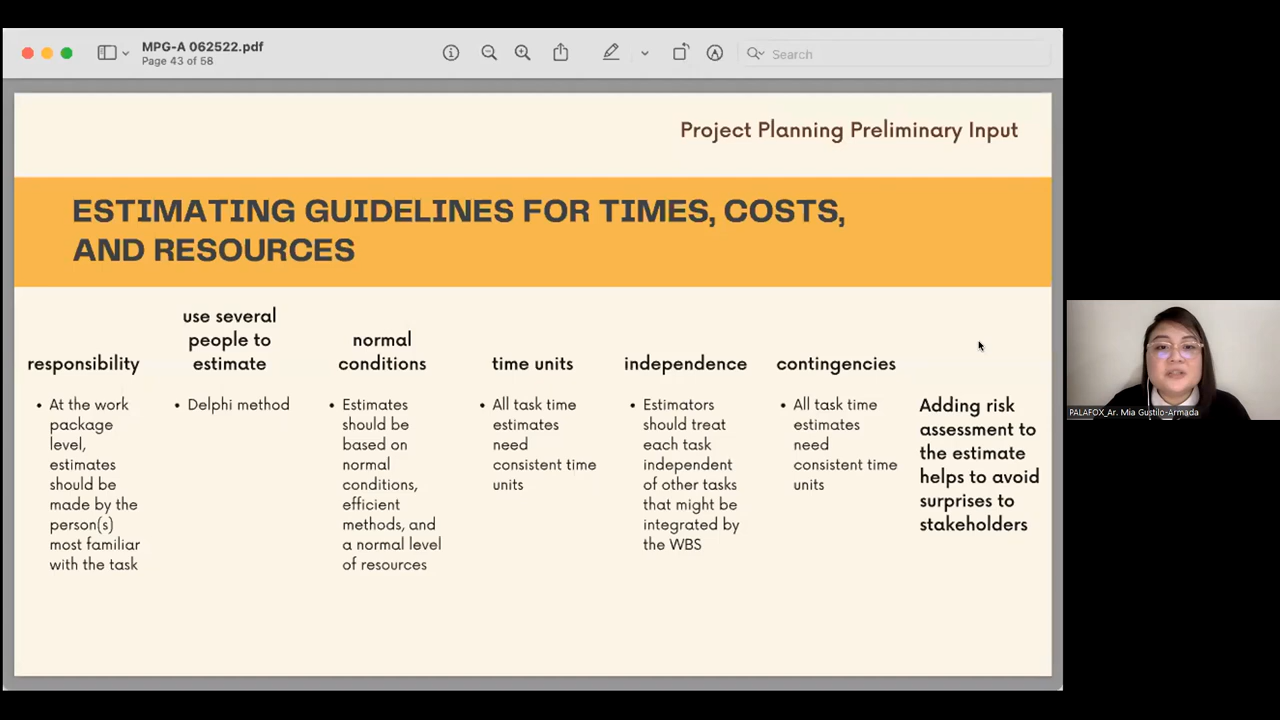 MPG-A 062522.pdf
Page 43 of 58
Search
Project Planning Preliminary Input
ESTIMATING GUIDELINES FOR TIMES, COSTS,
AND RESOURCES
responsibility
• At the work
package
level,
estimates
should be
made by the
person(s)
most familiar
with the task
use several
people to
estimate
• Delphi method
normal
conditions
• Estimates
should be
based on
normal
conditions,
efficient
methods, and
a normal level
of resources
time units
• All task time
estimates
need
consistent time
units
independence
• Estimators
should treat
each task
independent
of other tasks
that might be
integrated by
the WBS
contingencies
• All task time
estimates
need
consistent time
units
Adding risk
assessment to
the estimate
helps to avoid
surprises to
stakeholders
PALAFOX_Ar. Mia Gustilo-Armada